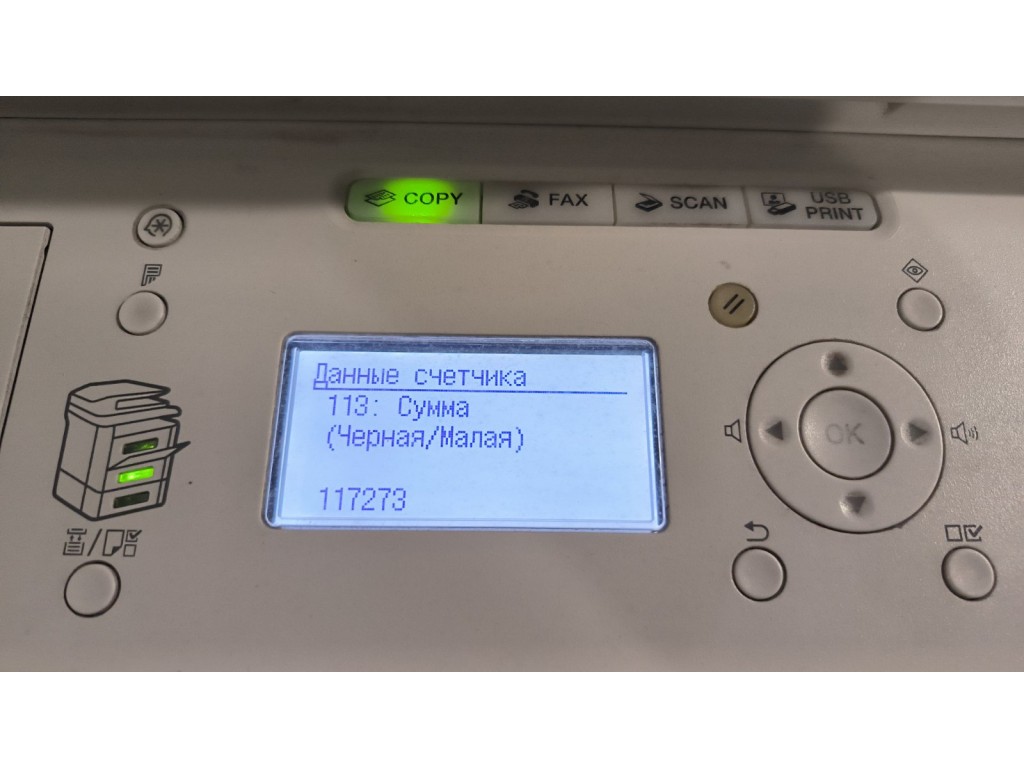 COPY
FAX
SCAN
USB
PRINT
Данные счетчика
113: Сумма
(Черная/Малая)
117273
OK